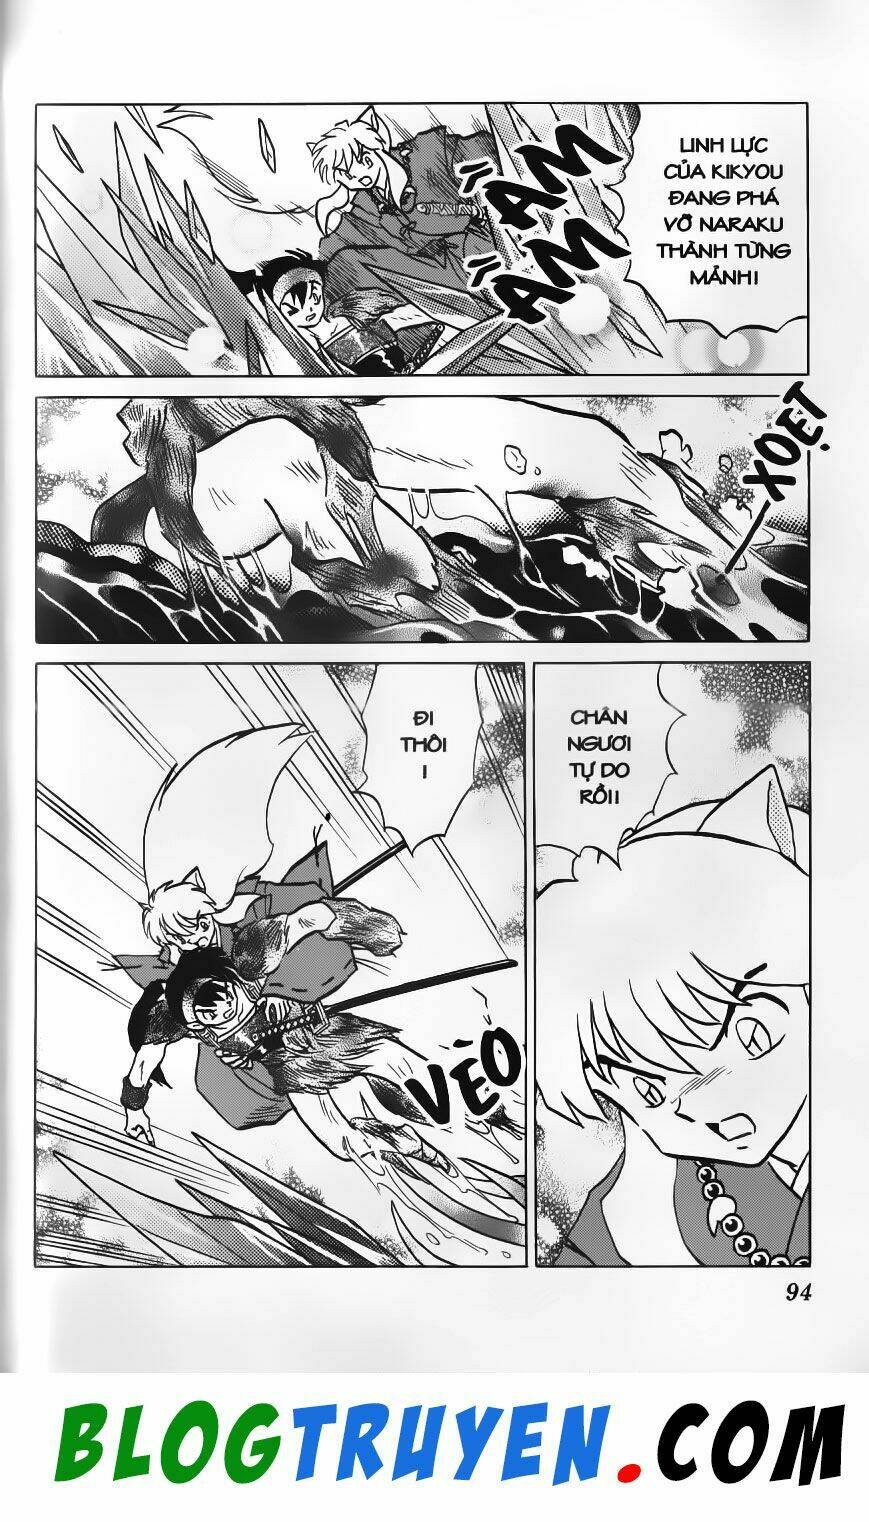 LINH LỰC
CỦA KIKYOU
ĐANG PHÁ
VỠ NARAKU
THÀNH TỪNG
MẢNH!
ẦM
ẦM
XOẸT
CHÂN
NGƯƠI
TỰ DO
RỒI!
ĐI
THÔI
!
VÈO
94
BLOGTRUYEN.COM